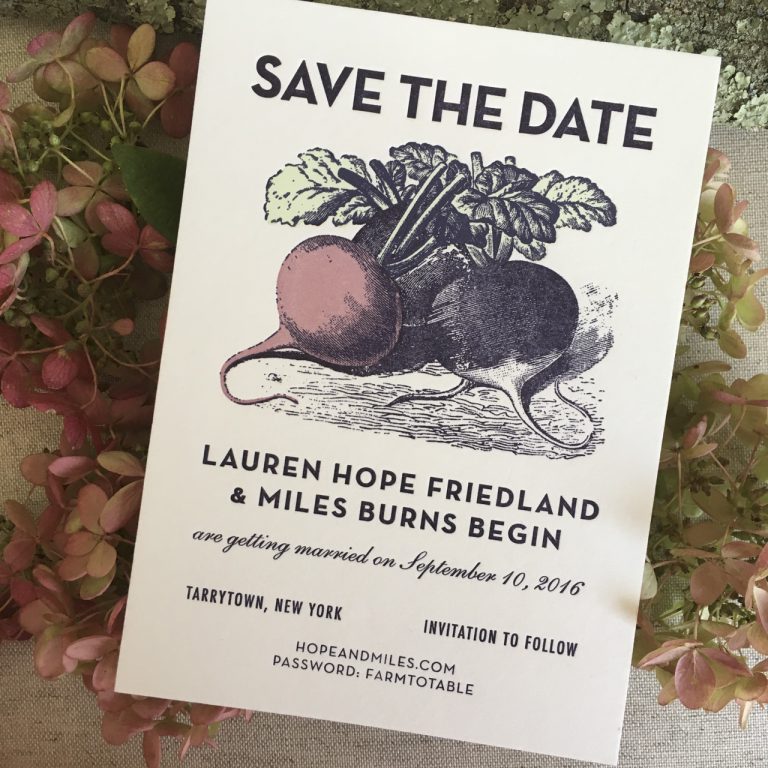 SAVE THE DATE
LAUREN HOPE FRIEDLAND
& MILES BURNS BEGIN
are getting married on September 10, 2016
TARRYTOWN, NEW YORK
INVITATION TO FOLLOW
HOPEANDMILES.COM
PASSWORD: FARMTOTABLE